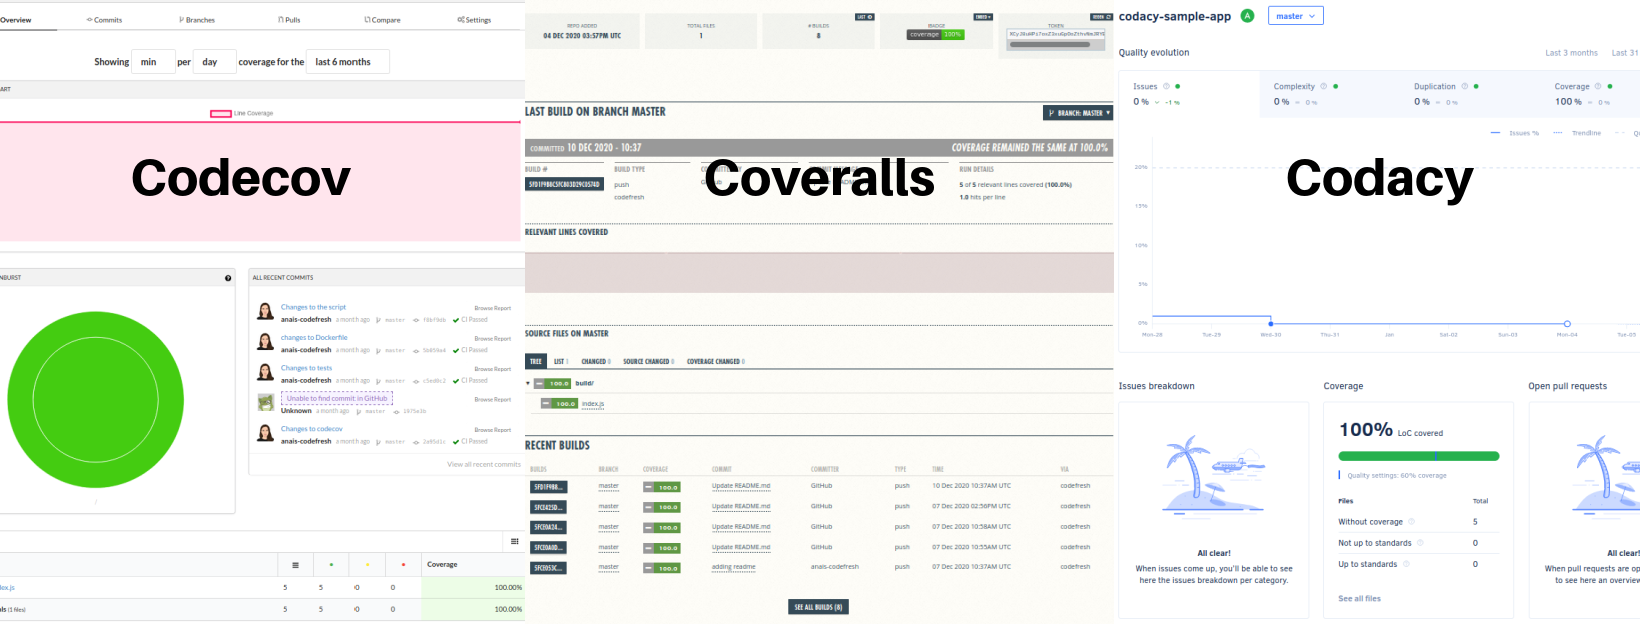 Overview
Commits
Branches
Pulls
Compare
Settings
Showing min per day coverage for the last 6 months
ART
Line Coverage
Codecov
NBURST
ALL RECENT COMMITS
Changes to the script
Browse Report
anais-codefresh a month ago master CI Passed
changes to Dockerfile
Browse Report
anais-codefresh a month ago master CI Passed
Changes to tests
Browse Report
anais-codefresh a month ago master c5ed0c2 CI Passed
Unable to find commit in GitHub
Browse Report
Unknown a month ago master 1975e2b
Changes to codecov
Browse Report
anais-codefresh a month ago master 2a95d1c CI Passed
View all recent commits
/
Coverage
ex.js 5 5 0 0 100.00%
als (1 files) 5 5 0 0 100.00%
REPO ADDED
04 DEC 2020 03:57PM UTC
TOTAL FILES
1
# BUILDS
8
LAST
BADGE
EMBED
coverage 100%
TOKEN
LAST BUILD ON BRANCH MASTER
BRANCH: MASTER
COMMITTED 10 DEC 2020 - 10:37
COVERAGE REMAINED THE SAME AT 100.0%
BUILD #
BUILD TYPE
push
codefresh
Coveralls
RUN DETAILS
5 of 5 relevant lines covered (100.0%)
1.0 hits per line
RELEVANT LINES COVERED
SOURCE FILES ON MASTER
TREE LIST 1 CHANGED 0 SOURCE CHANGED 0 COVERAGE CHANGED 0
100.0 build/
100.0 index.js
RECENT BUILDS
BUILDS BRANCH COVERAGE COMMIT COMMITTER TYPE TIME VIA
master 100.0 Update README.md GitHub push 10 Dec 2020 10:37AM UTC codefresh
master 100.0 Update README.md GitHub push 07 Dec 2020 02:56PM UTC codefresh
master 100.0 Update README.md GitHub push 07 Dec 2020 10:58AM UTC codefresh
master 100.0 Update README.md GitHub push 07 Dec 2020 10:55AM UTC codefresh
master 100.0 adding readme anais-codefresh push 07 Dec 2020 10:37AM UTC codefresh
SEE ALL BUILDS (8)
codacy-sample-app A master
Quality evolution
Last 3 months Last 31
Issues
0 % -1 %
Complexity
0 % = 0 %
Duplication
0 % = 0 %
Coverage
100 % = 0 %
Issues % Trendline
Codacy
20%
15%
10%
5%
0%
Mon-28 Tue-29 Wed-30 Thu-31 Jan Sat-02 Sun-03 Mon-04 Tue-05
Issues breakdown
All clear!
When issues come up, you'll be able to see
here the issues breakdown per category.
Coverage
100% LoC covered
Quality settings: 60% coverage
Files Total
Without coverage 5
Not up to standards 0
Up to standards 0
See all files
Open pull requests
All clear!
When pull requests are op
to see here an overview